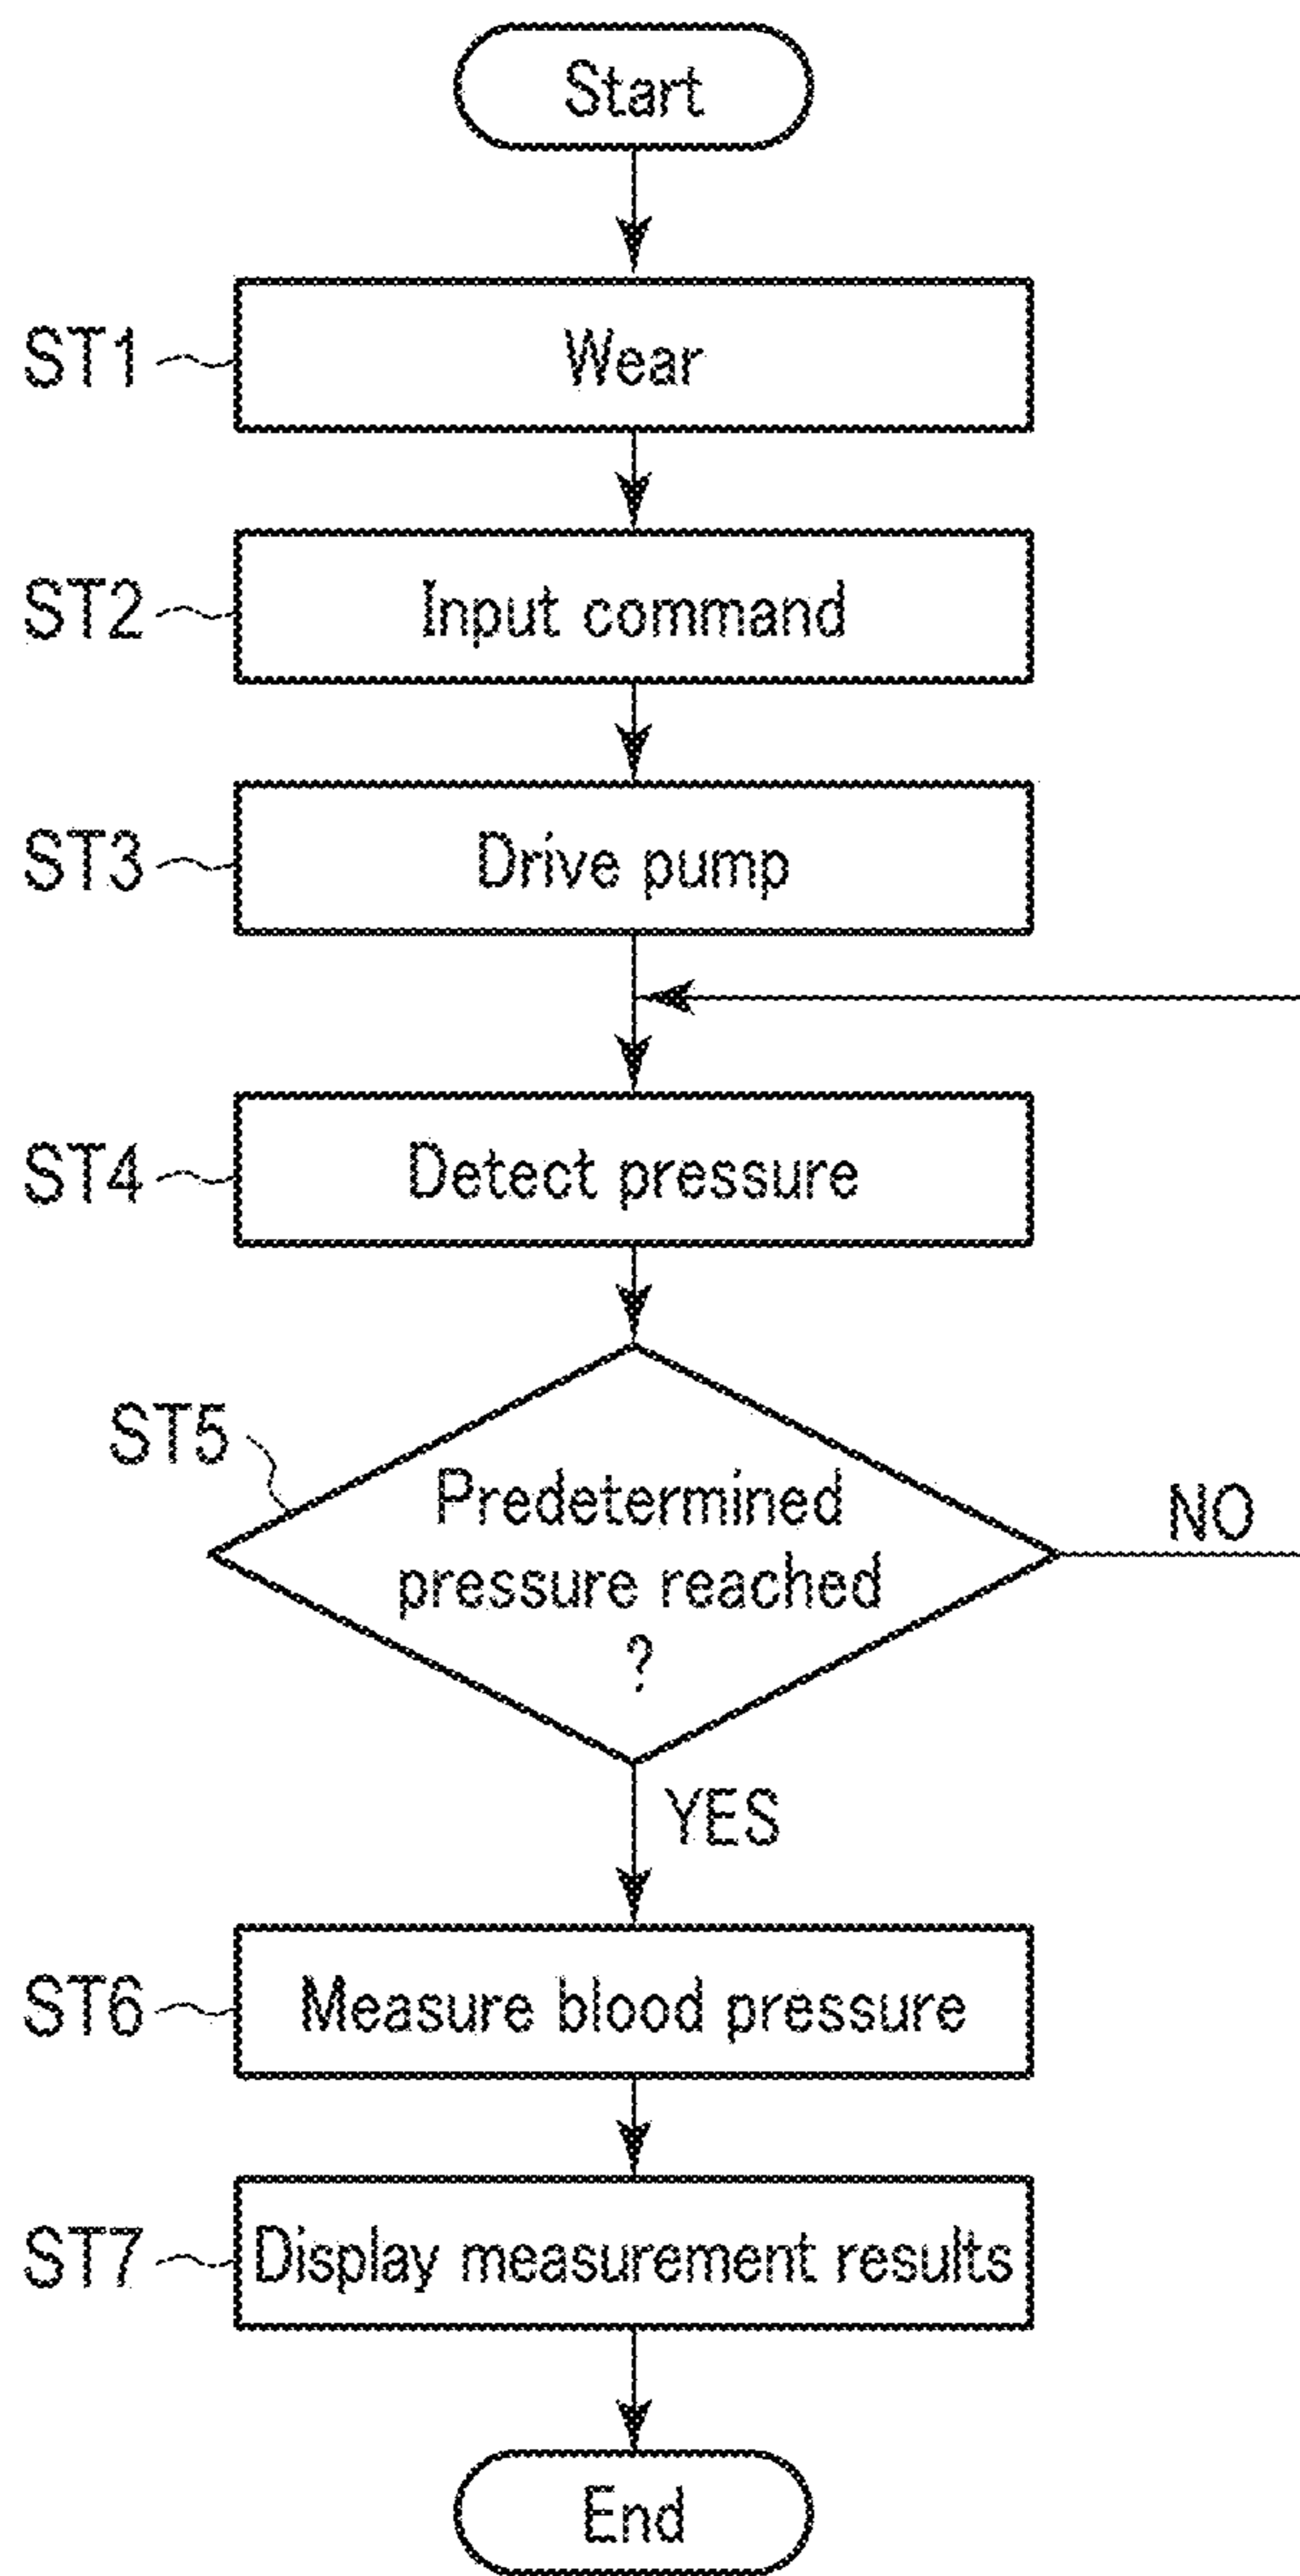 Start
ST1
Wear
ST2
Input command
ST3
Drive pump
ST4
Detect pressure
ST5
Predetermined
pressure reached
?
NO
YES
ST6
Measure blood pressure
ST7
Display measurement results
End